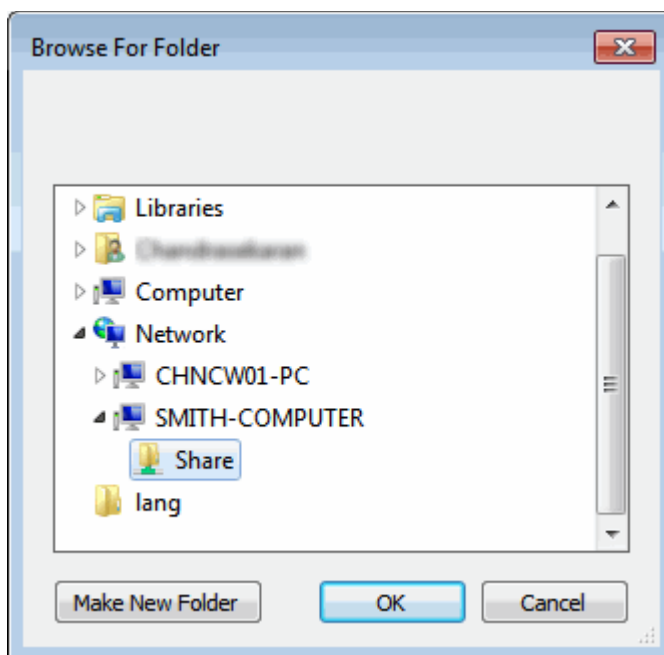 Browse For Folder
Libraries
Computer
Network
CHNCW01-PC
SMITH-COMPUTER
Share
lang
Make New Folder
OK
Cancel